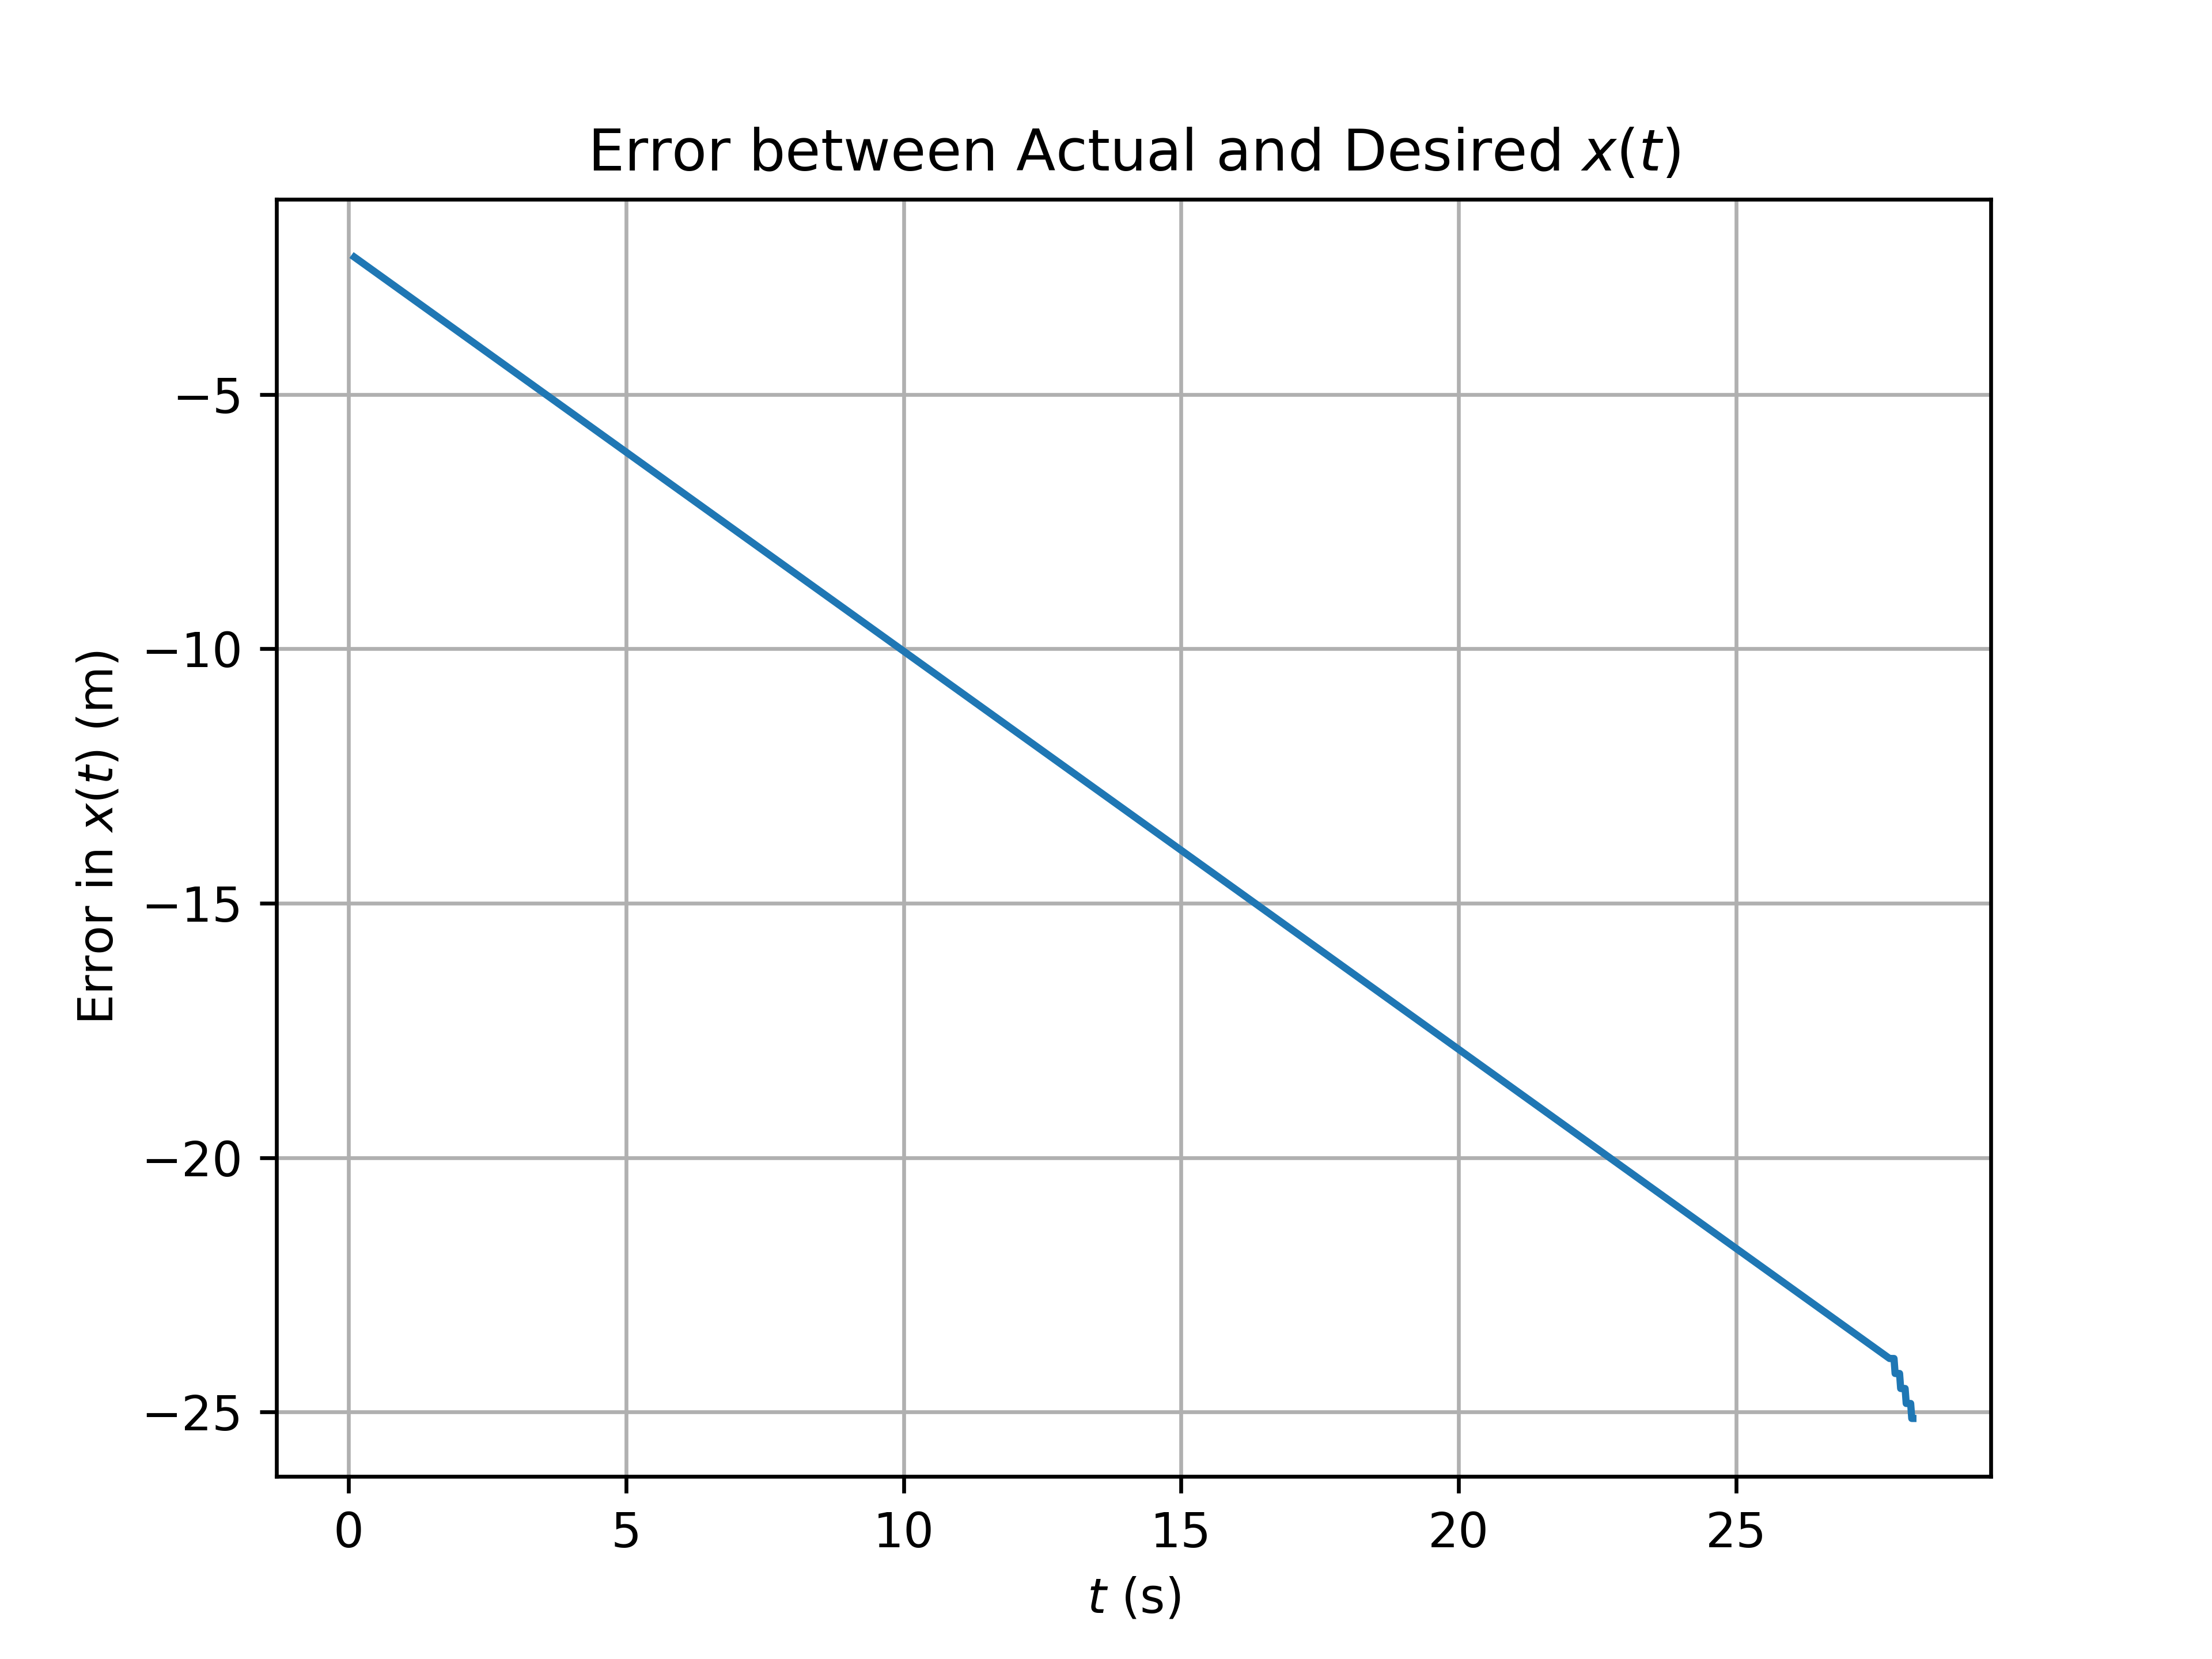 Error between Actual and Desired x(t)
Error in x(t) (m)
−5
−10
−15
−20
−25
0 5 10 15 20 25
t (s)